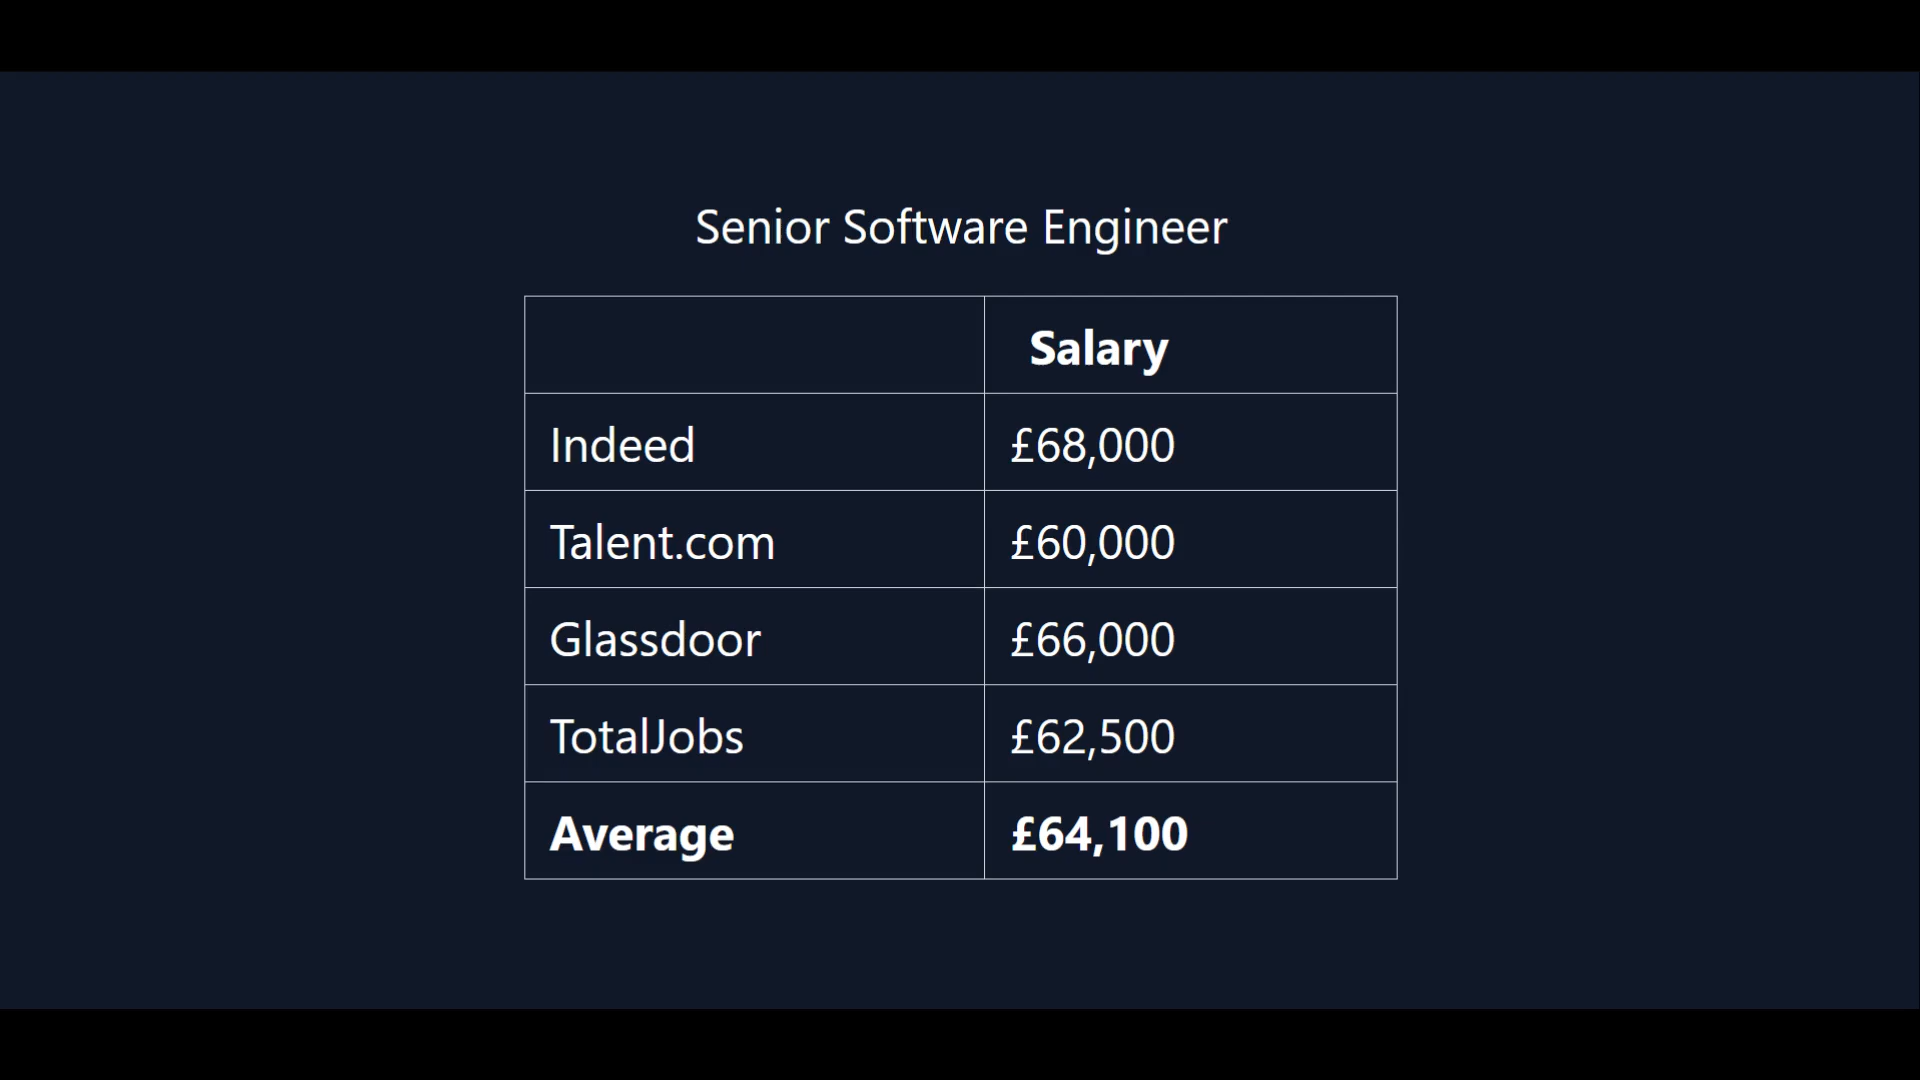 Senior Software Engineer
Salary
Indeed £68,000
Talent.com £60,000
Glassdoor £66,000
TotalJobs £62,500
Average £64,100